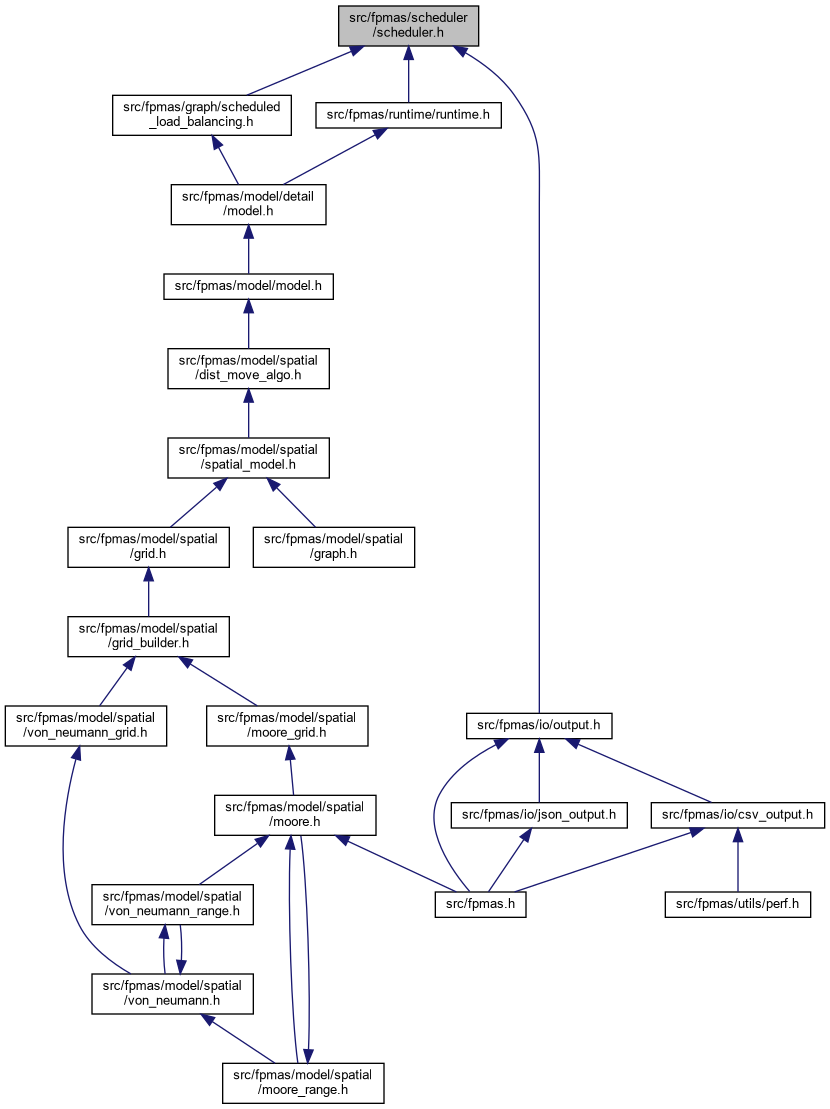 src/fpmas/scheduler
/scheduler.h
src/fpmas/graph/scheduled
_load_balancing.h
src/fpmas/runtime/runtime.h
src/fpmas/model/detail
/model.h
src/fpmas/model/model.h
src/fpmas/model/spatial
/dist_move_algo.h
src/fpmas/model/spatial
/spatial_model.h
src/fpmas/model/spatial
/grid.h
src/fpmas/model/spatial
/graph.h
src/fpmas/model/spatial
/grid_builder.h
src/fpmas/model/spatial
/von_neumann_grid.h
src/fpmas/model/spatial
/moore_grid.h
src/fpmas/io/output.h
src/fpmas/model/spatial
/moore.h
src/fpmas/io/json_output.h
src/fpmas/io/csv_output.h
src/fpmas/model/spatial
/von_neumann_range.h
src/fpmas.h
src/fpmas/utils/perf.h
src/fpmas/model/spatial
/von_neumann.h
src/fpmas/model/spatial
/moore_range.h